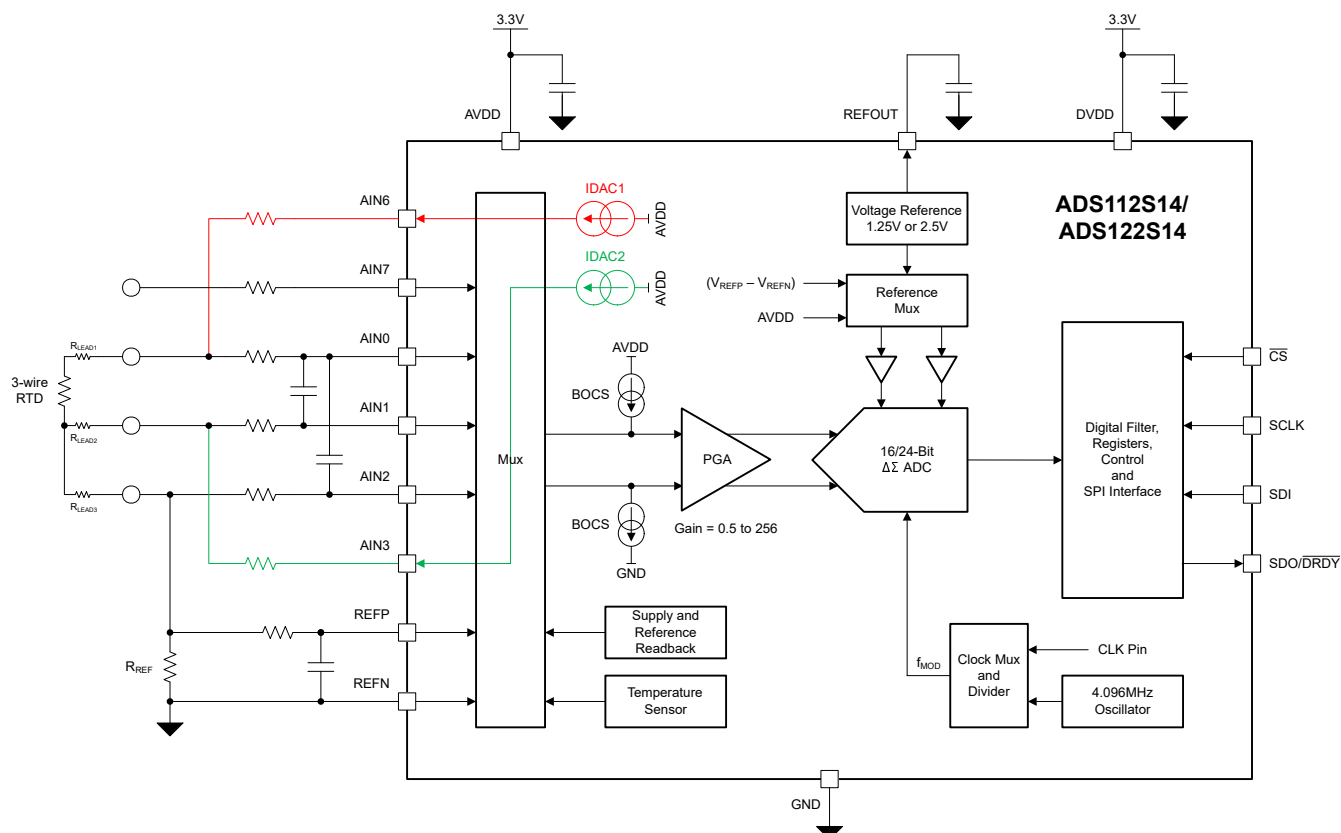 3.3V
3.3V
AVDD
REFOUT
DVDD
AIN6
IDAC1
AVDD
Voltage Reference
1.25V or 2.5V
ADS112S14/
ADS122S14
AIN7
IDAC2
AVDD
(VREFP – VREFN)
AVDD
Reference
Mux
RLEAD1
AIN0
AVDD
CS
3-wire
RTD
BOCS
RLEAD2
AIN1
Mux
PGA
16/24-Bit
ΔΣ ADC
Digital Filter,
Registers,
Control
and
SPI Interface
SCLK
RLEAD3
AIN2
BOCS
Gain = 0.5 to 256
SDI
AIN3
GND
SDO/DRDY
REFP
Supply and
Reference
Readback
RREF
REFN
Temperature
Sensor
fMOD
Clock Mux
and
Divider
CLK Pin
4.096MHz
Oscillator
GND